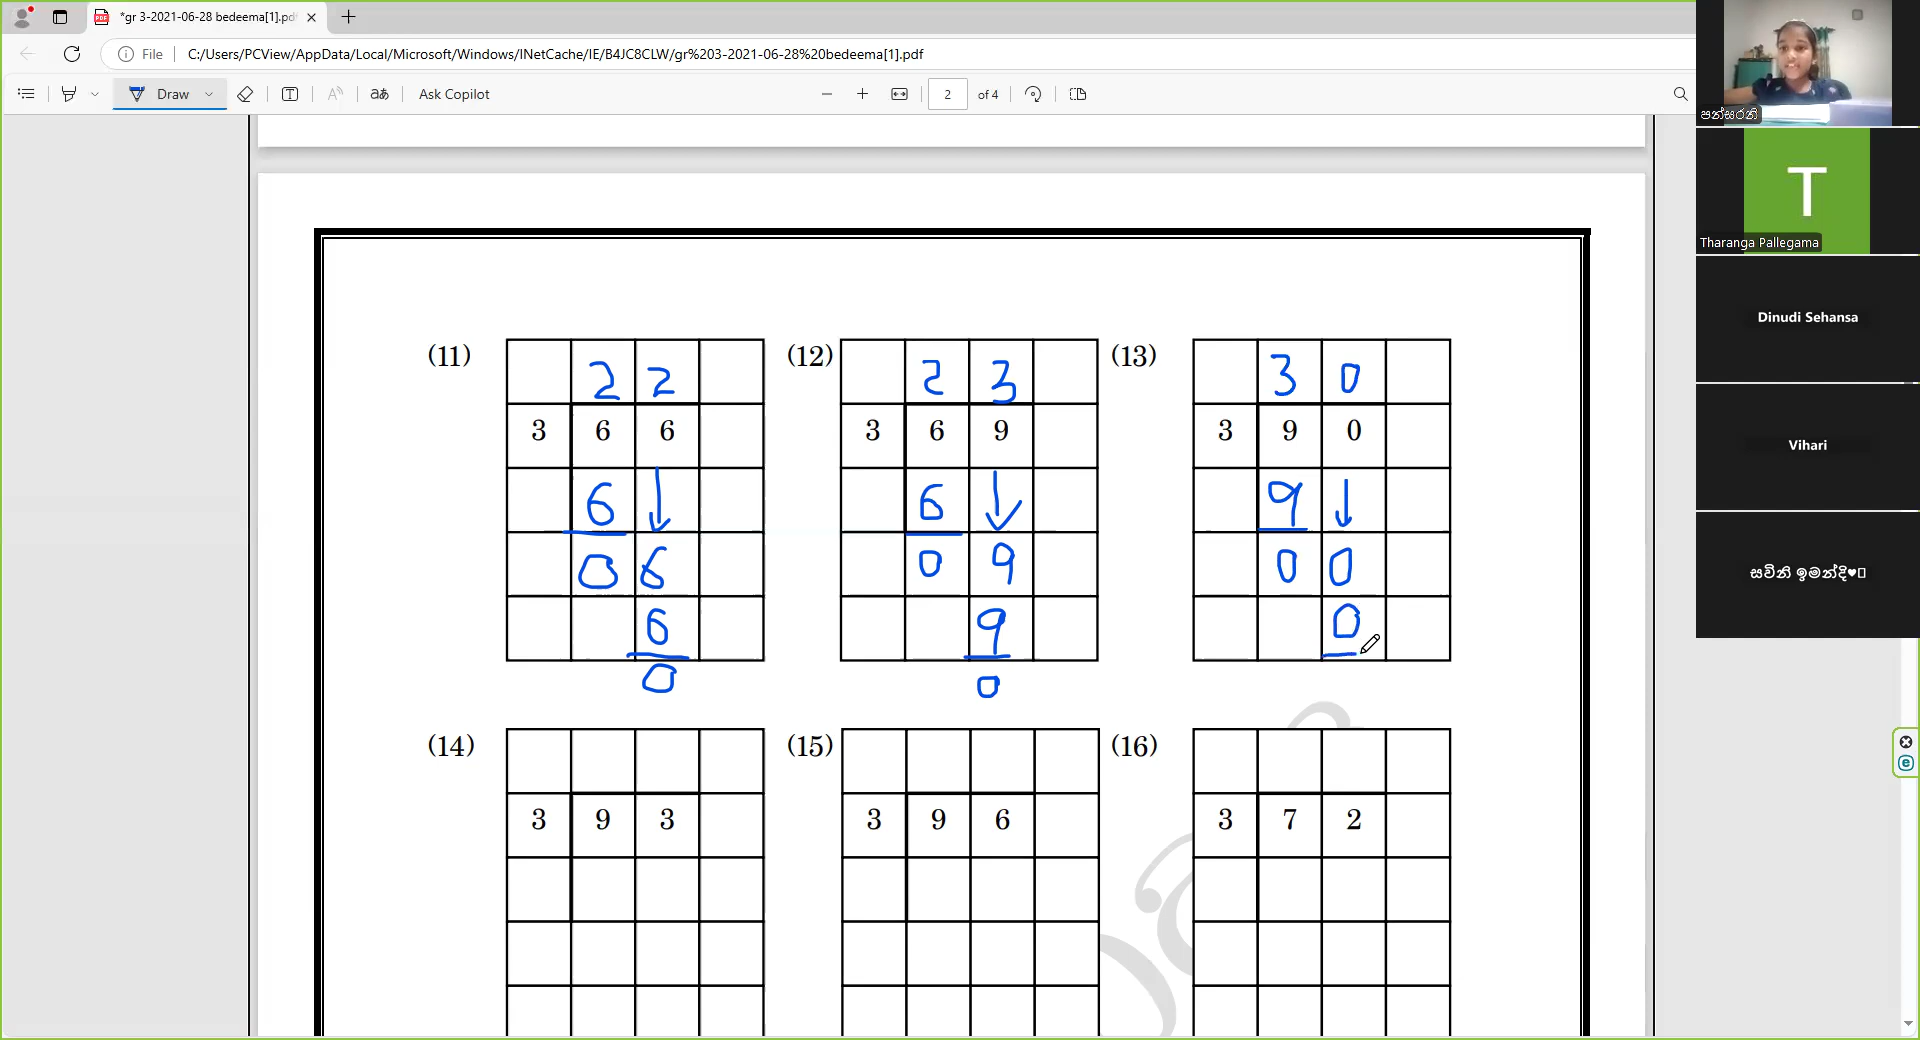 *gr 3-2021-06-28 bedeema[1].pdf
File C:/Users/PCView/AppData/Local/Microsoft/Windows/INetCache/IE/B4JC8CLW/gr%203-2021-06-28%20bedeema[1].pdf
Draw Ask Copilot 2 of 4
පන්සරනි
T
Tharanga Pallegama
Dinudi Sehansa
Vihari
සවිනි ඉමන්දි♥
(11) 2 2
3 6 6
6 ↓
0 6
6
0
(12) 2 3
3 6 9
6 ↓
0 9
9
0
(13) 3 0
3 9 0
9 ↓
0 0
0
(14)
3 9 3
(15)
3 9 6
(16)
3 7 2